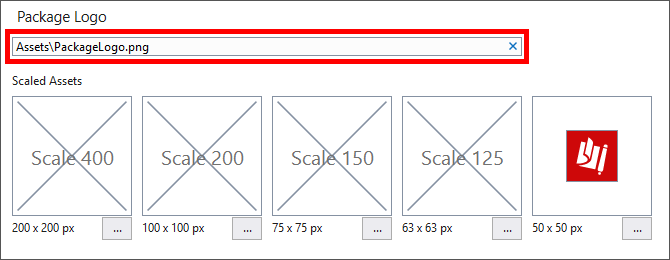 Package Logo
Assets\PackageLogo.png
Scaled Assets
Scale 400
Scale 200
Scale 150
Scale 125
200 x 200 px
...
100 x 100 px
...
75 x 75 px
...
63 x 63 px
...
50 x 50 px
...